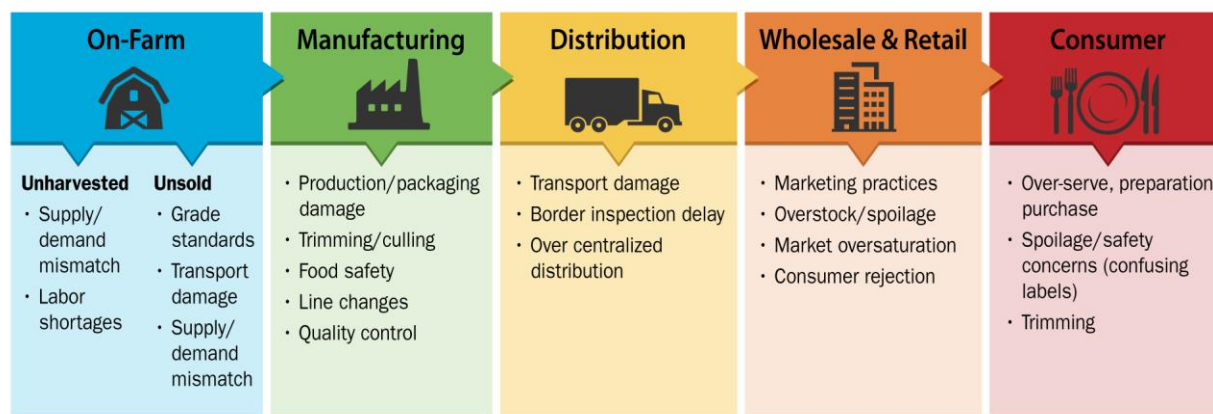 On-Farm
Unharvested
· Supply/
demand
mismatch
· Labor
shortages
Unsold
· Grade
standards
· Transport
damage
· Supply/
demand
mismatch
Manufacturing
· Production/packaging
damage
· Trimming/culling
· Food safety
· Line changes
· Quality control
Distribution
· Transport damage
· Border inspection delay
· Over centralized
distribution
Wholesale & Retail
· Marketing practices
· Overstock/spoilage
· Market oversaturation
· Consumer rejection
Consumer
· Over-serve, preparation,
purchase
· Spoilage/safety
concerns (confusing
labels)
· Trimming